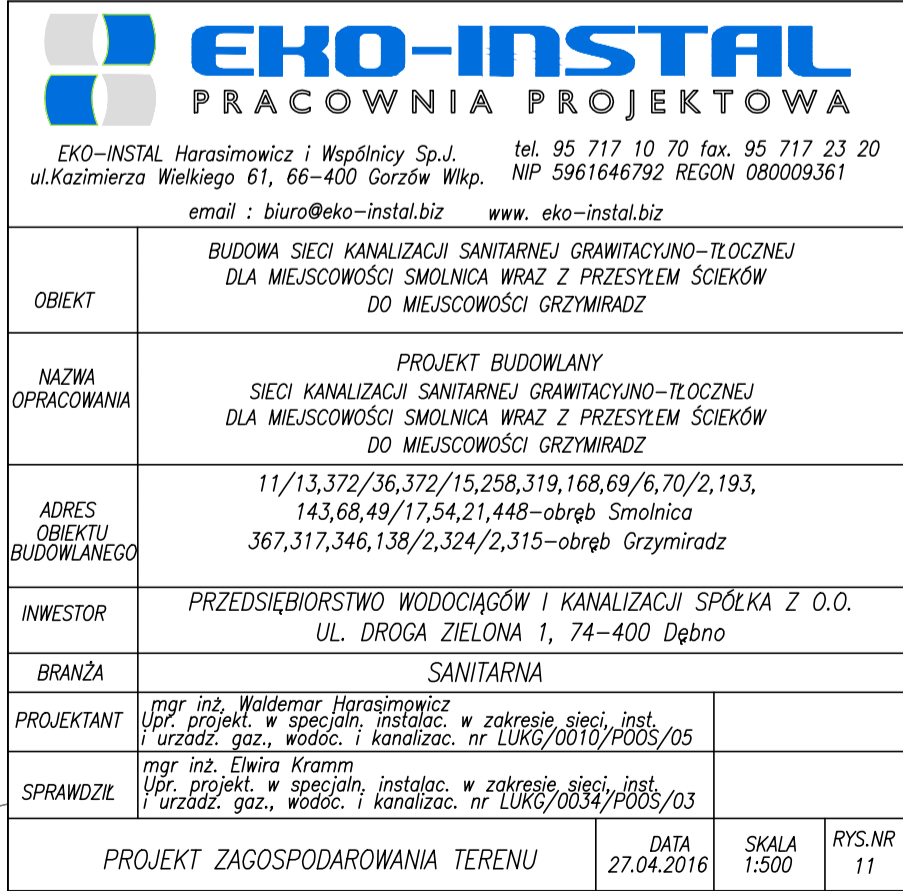 EKO-INSTAL
PRACOWNIA PROJEKTOWA
EKO-INSTAL Harasimowicz i Wspólnicy Sp.J.
ul.Kazimierza Wielkiego 61, 66-400 Gorzów Wlkp.
tel. 95 717 10 70 fax. 95 717 23 20
NIP 5961646792 REGON 080009361
email : biuro@eko-instal.biz www. eko-instal.biz
OBIEKT
BUDOWA SIECI KANALIZACJI SANITARNEJ GRAWITACYJNO-TŁOCZNEJ
DLA MIEJSCOWOŚCI SMOLNICA WRAZ Z PRZESYŁEM ŚCIEKÓW
DO MIEJSCOWOŚCI GRZYMIRADZ
NAZWA
OPRACOWANIA
PROJEKT BUDOWLANY
SIECI KANALIZACJI SANITARNEJ GRAWITACYJNO-TŁOCZNEJ
DLA MIEJSCOWOŚCI SMOLNICA WRAZ Z PRZESYŁEM ŚCIEKÓW
DO MIEJSCOWOŚCI GRZYMIRADZ
ADRES
OBIEKTU
BUDOWLANEGO
11/13,372/36,372/15,258,319,168,69/6,70/2,193,
143,68,49/17,54,21,448-obręb Smolnica
367,317,346,138/2,324/2,315-obręb Grzymiradz
INWESTOR
PRZEDSIĘBIORSTWO WODOCIĄGÓW I KANALIZACJI SPÓŁKA Z O.O.
UL. DROGA ZIELONA 1, 74-400 Dębno
BRANŻA
SANITARNA
PROJEKTANT
mgr inż. Waldemar Harasimowicz
Upr. projekt. w specjaln. instalac. w zakresie sieci, inst.
i urzadz. gaz., wodoc. i kanalizac. nr LUKG/0010/POOS/05
SPRAWDZIŁ
mgr inż. Elwira Kramm
Upr. projekt. w specjaln. instalac. w zakresie sieci, inst.
i urzadz. gaz., wodoc. i kanalizac. nr LUKG/0034/POOS/03
PROJEKT ZAGOSPODAROWANIA TERENU
DATA
27.04.2016
SKALA
1:500
RYS.NR
11